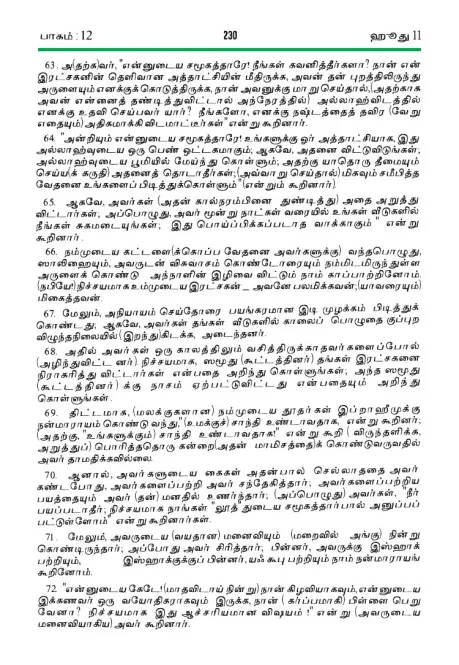 பாகம் : 12 230 ஹூது 11
63. அ(தற்க)வர், "என்னுடைய சமூகத்தாரே! நீங்கள் கவனித்தீர்களா? நான் என்
இரட்சகனின் தெளிவான அத்தாட்சியின் மீதிருக்க, அவன் தன் புறத்திலிருந்து
அருளையும் எனக்குக் கொடுத்திருக்க, நான் அவனுக்கு மாறு செய்தால், (அதற்காக
அவன் என்னைத் தண்டித்துவிட்டால் அந்நேரத்தில்) அல்லாஹ்விடத்தில்
எனக்கு உதவி செய்பவர் யார்? நீங்களோ, எனக்கு நஷ்டத்தைத் தவிர (வேறு
எதையும்) அதிகமாக்கி விடமாட்டீர்கள்" என்று கூறினார்.
64. "அன்றியும் என்னுடைய சமூகத்தாரே! உங்களுக்கு ஓர் அத்தாட்சியாக, இது
அல்லாஹ்வுடைய ஒரு பெண் ஒட்டகமாகும்; ஆகவே, அதனை விட்டுவிடுங்கள்;
அல்லாஹ்வுடைய பூமியில் மேய்ந்து கொள்ளும்; அதற்கு யாதொரு தீமையும்
செய்ய(க் கருதி) அதனைத் தொடாதீர்கள்; (அவ்வாறு செய்தால்) மிகவும் சமீபித்த
வேதனை உங்களைப் பிடித்துக்கொள்ளும்" (என்றும் கூறினார்).
65. ஆகவே, அவர்கள் (அதன் கால்நரம்பினை துண்டித்து) அதை அறுத்து
விட்டார்கள்; அப்பொழுது, அவர் மூன்று நாட்கள் வரையில் உங்கள் வீடுகளில்
நீங்கள் சுகமடையுங்கள்; இது பொய்ப்பிக்கப்படாத வாக்காகும்" என்று
கூறினார் .
66. நம்முடைய கட்டளை(க்கொப்ப வேதனை அவர்களுக்கு) வந்தபொழுது,
ஸாலிஹையும், அவருடன் விசுவாசம் கொண்டோரையும் நம்மிடமிருந்துள்ள
அருளைக் கொண்டு அந்நாளின் இழிவை விட்டும் நாம் காப்பாற்றினோம்.
(நபியே!) நிச்சயமாக உம்முடைய இரட்சகன் _ அவனே பலமிக்கவன்; (யாவரையும்)
மிகைத்தவன்.
67. மேலும், அநியாயம் செய்தோரை பயங்கரமான இடி முழக்கம் பிடித்துக்
கொண்டது; ஆகவே, அவர்கள் தங்கள் வீடுகளில் காலைப் பொழுதை குப்புற
விழுந்தநிலையில் (இறந்து)கிடக்க, அடைந்தனர்.
68. அதில் அவர்கள் ஒரு காலத்திலும் வசித்திருக்காதவர்களைப்போல்
(அழிந்துவிட்டனர்) நிச்சயமாக, ஸமூது (கூட்டத்தினர்) தங்கள் இரட்சகனை
நிராகரித்து விட்டார்கள் என்பதை அறிந்து கொள்ளுங்கள்; அந்த ஸமூது
(கூட்டத்தினர்) க்கு நாசம் ஏற்பட்டுவிட்டது என்பதையும் அறிந்து
கொள்ளுங்கள்.
69. திட்டமாக, (மலக்குகளான) நம்முடைய தூதர்கள் இப்றாஹீமுக்கு
நன்மாராயம் கொண்டு வந்து, "(உமக்குச்) சாந்தி உண்டாவதாக, என்று கூறினர்;
(அதற்கு, "உங்களுக்கும்) சாந்தி உண்டாவதாக!" என்று கூறி ( விருந்தளிக்க,
அறுத்துப்) பொரித்ததொரு கன்றை(அதன் மாமிசத்தை)க் கொண்டுவருவதில்
அவர் தாமதிக்கவில்லை.
70. ஆனால், அவர்களுடைய கைகள் அதன்பால் செல்லாததை அவர்
கண்டபோது, அவர்களைப்பற்றி அவர் சந்தேகித்தார்; அவர்களைப்பற்றிய
பயத்தையும் அவர் (தன்) மனதில் உணர்ந்தார்; (அப்பொழுது) அவர்கள், "நீர்
பயப்படாதீர்; நிச்சயமாக நாங்கள் "லூத்"துடைய சமூகத்தார்பால் அனுப்பப்
பட்டுள்ளோம்" என்று கூறினார்கள்.
71. மேலும், அவருடைய (வயதான) மனைவியும் (மறைவில் அங்கு) நின்று
கொண்டிருந்தார்; அப்போது அவர் சிரித்தார்; பின்னர், அவருக்கு இஸ்ஹாக்
பற்றியும், இஸ்ஹாக்குக்குப் பின்னர், யஃகூபு பற்றியும் நாம் நன்மாராயங்
கூறினோம்.
72. "என்னுடைய கேடே! (மாதவிடாய் நின்று) நான் கிழவியாகவும், என்னுடைய
இக்கணவர் ஒரு வயோதிகராகவும் இருக்க, நான் ( கர்ப்பமாகி) பிள்ளை பெறு
வேனா? நிச்சயமாக இது ஆச்சரியமான விஷயம் !" என்று (அவருடைய
மனைவியாகிய) அவர் கூறினார்.